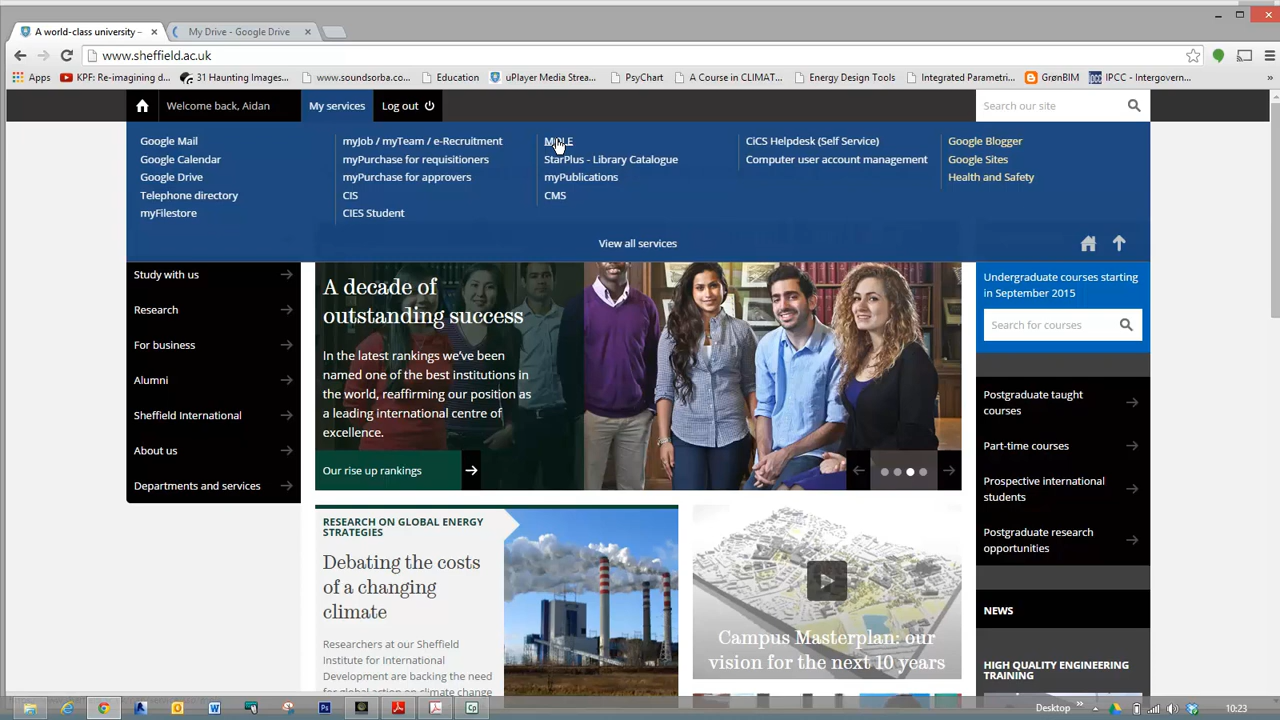 A world-class university –
My Drive - Google Drive
www.sheffield.ac.uk
Apps
KPF: Re-imagining d...
31 Haunting Images...
www.soundsorba.co...
Education
uPlayer Media Strea...
PsyChart
A Course in CLIMAT...
Energy Design Tools
Integrated Parametri...
GrønBIM
IPCC - Intergovern...
Welcome back, Aidan
My services
Log out
Search our site
Google Mail
Google Calendar
Google Drive
Telephone directory
myFilestore
myJob / myTeam / e-Recruitment
myPurchase for requisitioners
myPurchase for approvers
CIS
CIES Student
MOLE
StarPlus - Library Catalogue
myPublications
CMS
CiCS Helpdesk (Self Service)
Computer user account management
Google Blogger
Google Sites
Health and Safety
View all services
Study with us
Research
For business
Alumni
Sheffield International
About us
Departments and services
A decade of
outstanding success
In the latest rankings we've been
named one of the best institutions in
the world, reaffirming our position as
a leading international centre of
excellence.
Our rise up rankings
Undergraduate courses starting
in September 2015
Search for courses
Postgraduate taught
courses
Part-time courses
Prospective international
students
Postgraduate research
opportunities
NEWS
HIGH QUALITY ENGINEERING
TRAINING
RESEARCH ON GLOBAL ENERGY
STRATEGIES
Debating the costs
of a changing
climate
Researchers at our Sheffield
Institute for International
Development are backing the need
for global action on climate change
Campus Masterplan: our
vision for the next 10 years
Desktop
10:23